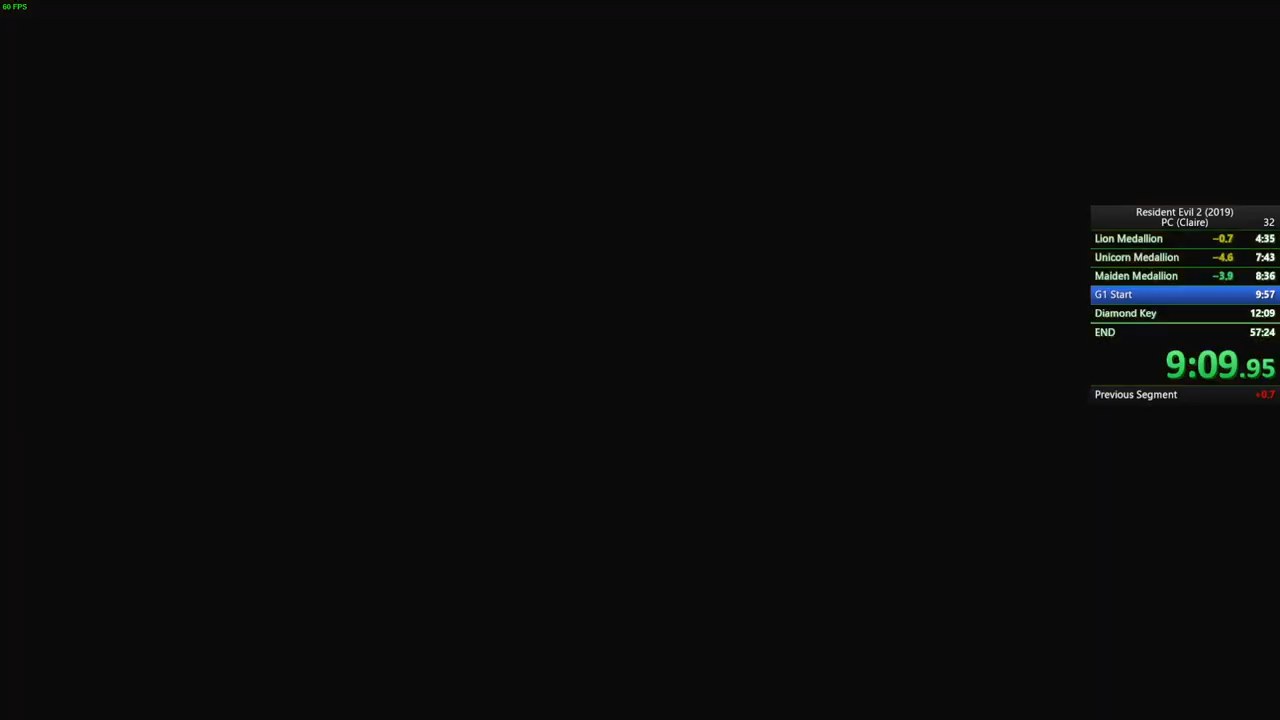 60 FPS
Resident Evil 2 (2019)
PC (Claire) 32
Lion Medallion −0.7 4:35
Unicorn Medallion −4.6 7:43
Maiden Medallion −3.9 8:36
G1 Start 9:57
Diamond Key 12:09
END 57:24
9:09.95
Previous Segment +0.7